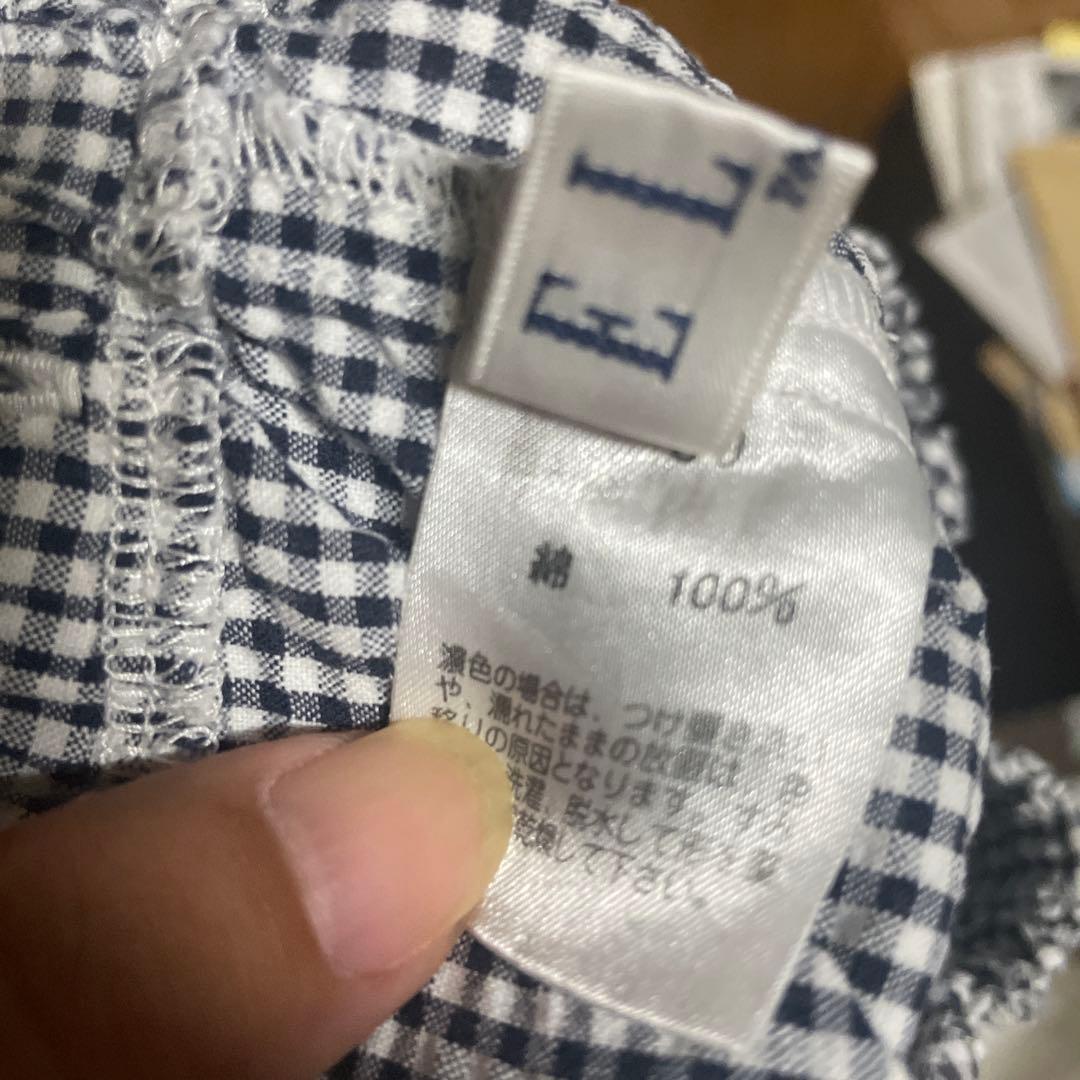 E L
綿 100%
濃色の場合は、つけ置き
や、濡れたままの放置は、
移りの原因となります。
洗濯、脱水して
して下さい。